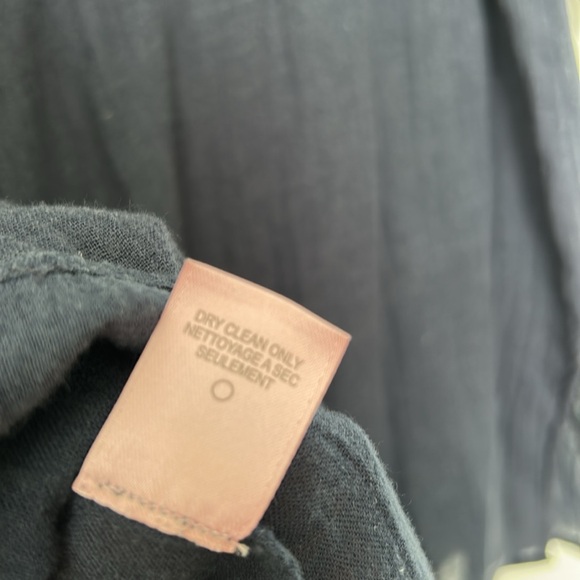 DRY CLEAN ONLY
NETTOYAGE A SEC
SEULEMENT